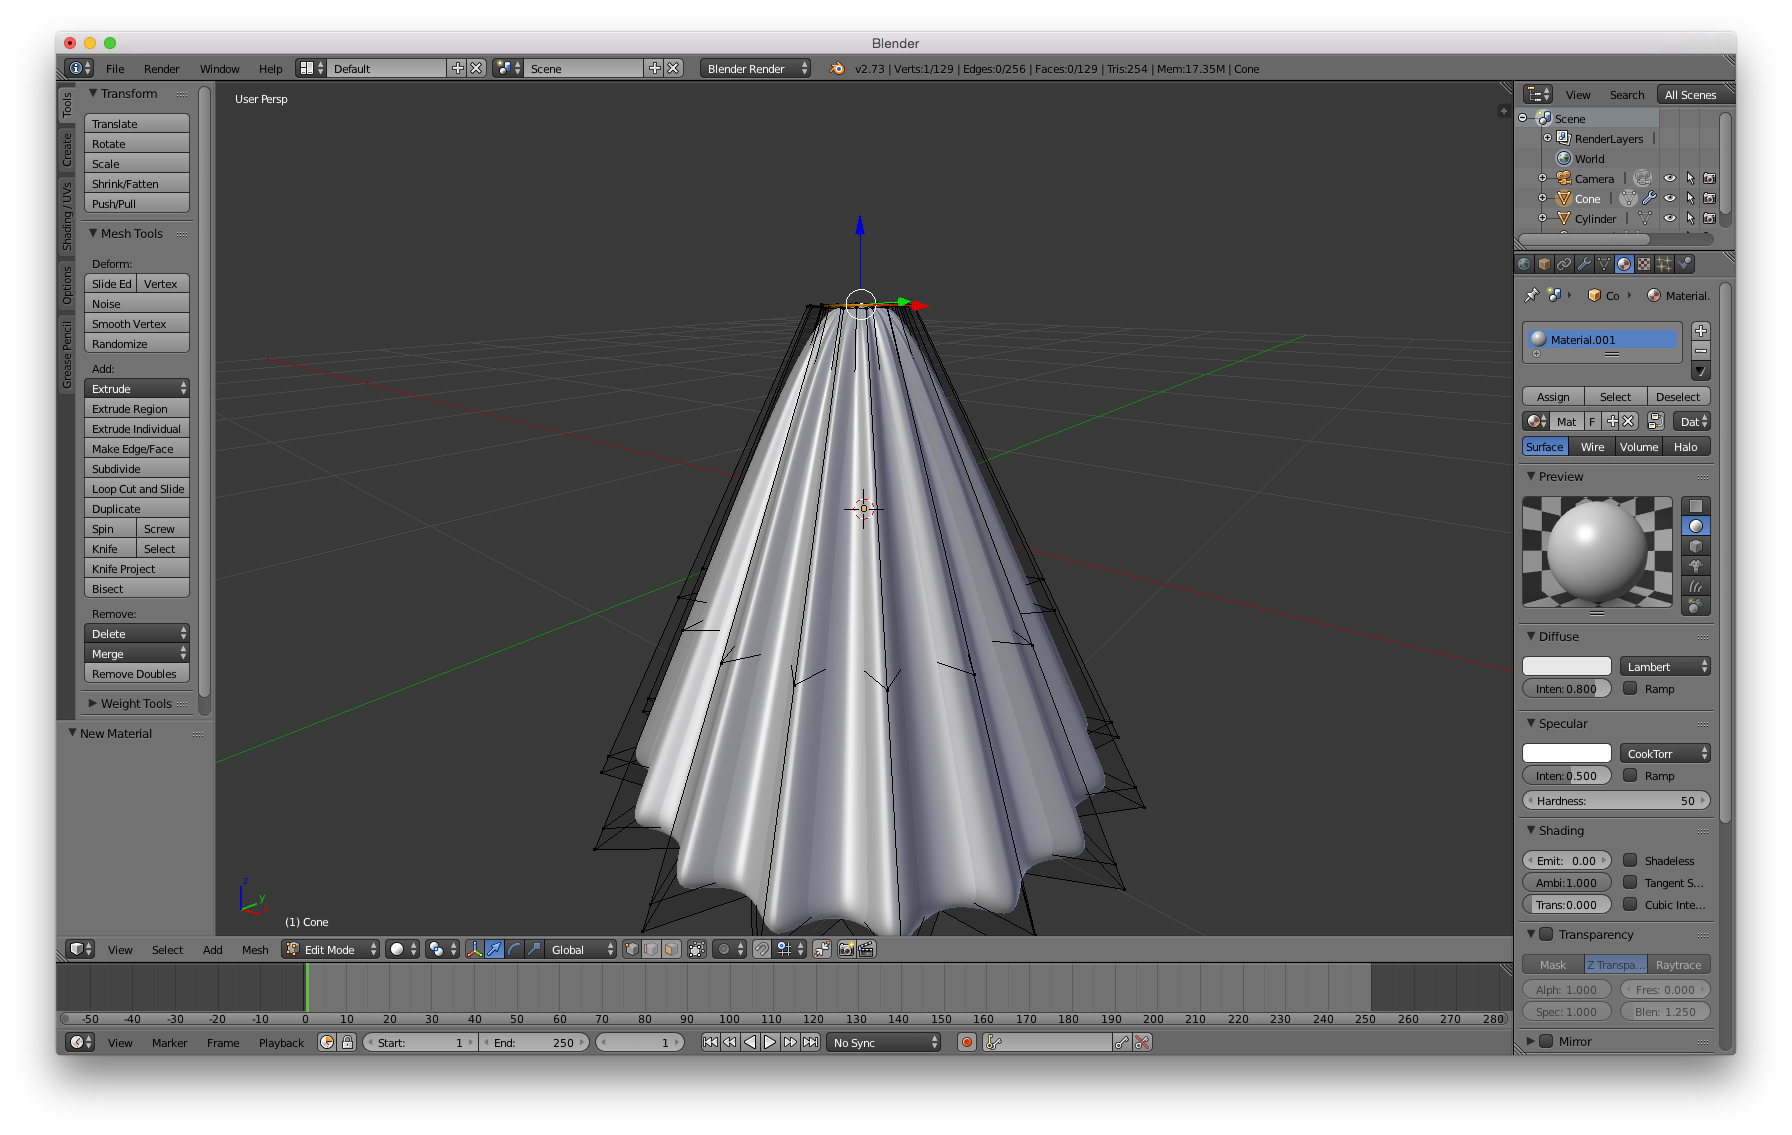 Blender
File Render Window Help Default Scene Blender Render v2.73 | Verts:1/129 | Edges:0/256 | Faces:0/129 | Tris:254 | Mem:17.35M | Cone
Tools
Create
Shading / UVs
Options
Grease Pencil
Transform
Translate
Rotate
Scale
Shrink/Fatten
Push/Pull
Mesh Tools
Deform:
Slide Ed Vertex
Noise
Smooth Vertex
Randomize
Add:
Extrude
Extrude Region
Extrude Individual
Make Edge/Face
Subdivide
Loop Cut and Slide
Duplicate
Spin Screw
Knife Select
Knife Project
Bisect
Remove:
Delete
Merge
Remove Doubles
Weight Tools
New Material
User Persp
z
y
(1) Cone
View Search All Scenes
Scene
RenderLayers |
World
Camera |
Cone |
Cylinder |
Co Material.
Material.001
Assign Select Deselect
Mat F Dat
Surface Wire Volume Halo
Preview
Diffuse
Lambert
Inten:0.800 Ramp
Specular
CookTorr
Inten:0.500 Ramp
Hardness: 50
Shading
Emit: 0.00 Shadeless
Ambi:1.000 Tangent S...
Trans:0.000 Cubic Inte...
Transparency
Mask Z Transpa... Raytrace
Alph: 1.000 Fres: 0.000
Spec: 1.000 Blen: 1.250
Mirror
View Select Add Mesh Edit Mode Global
-50 -40 -30 -20 -10 0 10 20 30 40 50 60 70 80 90 100 110 120 130 140 150 160 170 180 190 200 210 220 230 240 250 260 270 280
View Marker Frame Playback Start: 1 End: 250 1 No Sync